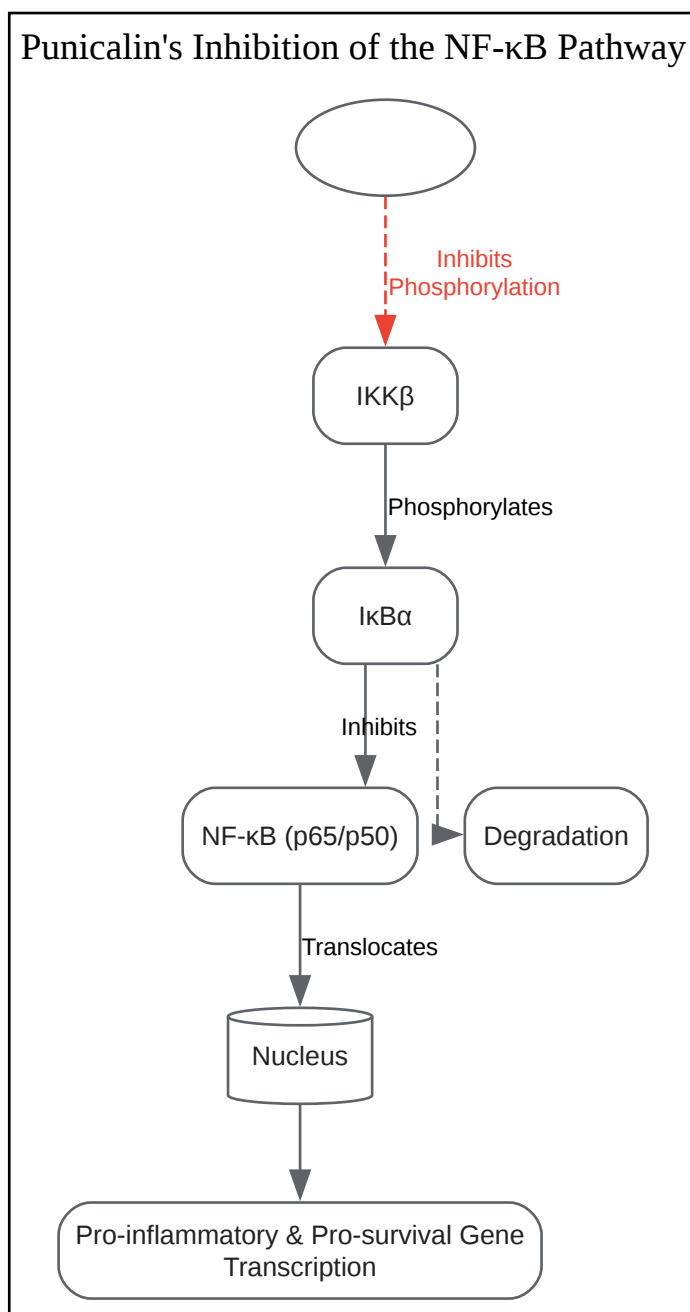 Punicalin's Inhibition of the NF-κB Pathway
Inhibits
Phosphorylation
IKKβ
Phosphorylates
IκBα
Inhibits
NF-κB (p65/p50)
Degradation
Translocates
Nucleus
Pro-inflammatory & Pro-survival Gene
Transcription